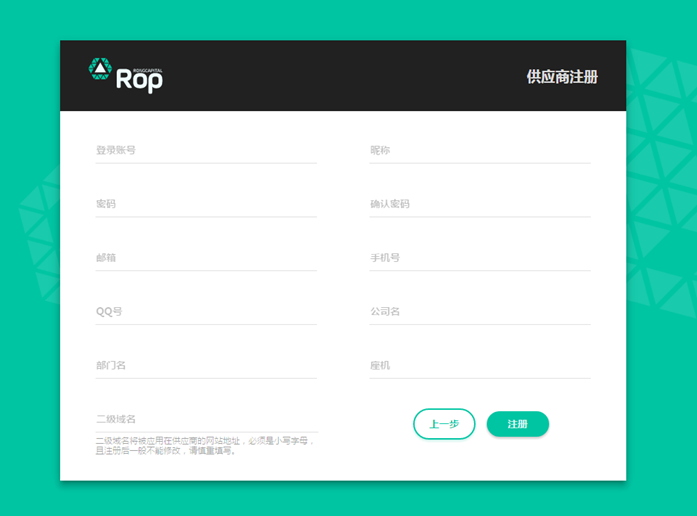 RONGCAPITAL
Rop
供应商注册
登录账号
昵称
密码
确认密码
邮箱
手机号
QQ号
公司名
部门名
座机
二级域名
二级域名将被应用在供应商的网站地址，必须是小写字母，
且注册后一般不能修改，请慎重填写。
上一步
注册